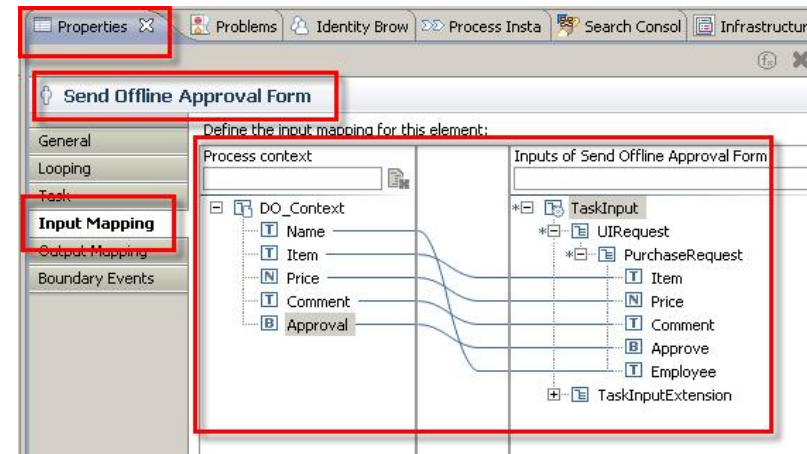 Properties Problems Identity Brow Process Insta Search Consol Infrastructur
Send Offline Approval Form
General
Looping
Task
Input Mapping
Output Mapping
Boundary Events
Define the input mapping for this element:
Process context
DO_Context
T Name
T Item
N Price
T Comment
B Approval
Inputs of Send Offline Approval Form
TaskInput
UIRequest
PurchaseRequest
T Item
N Price
T Comment
B Approve
T Employee
TaskInputExtension